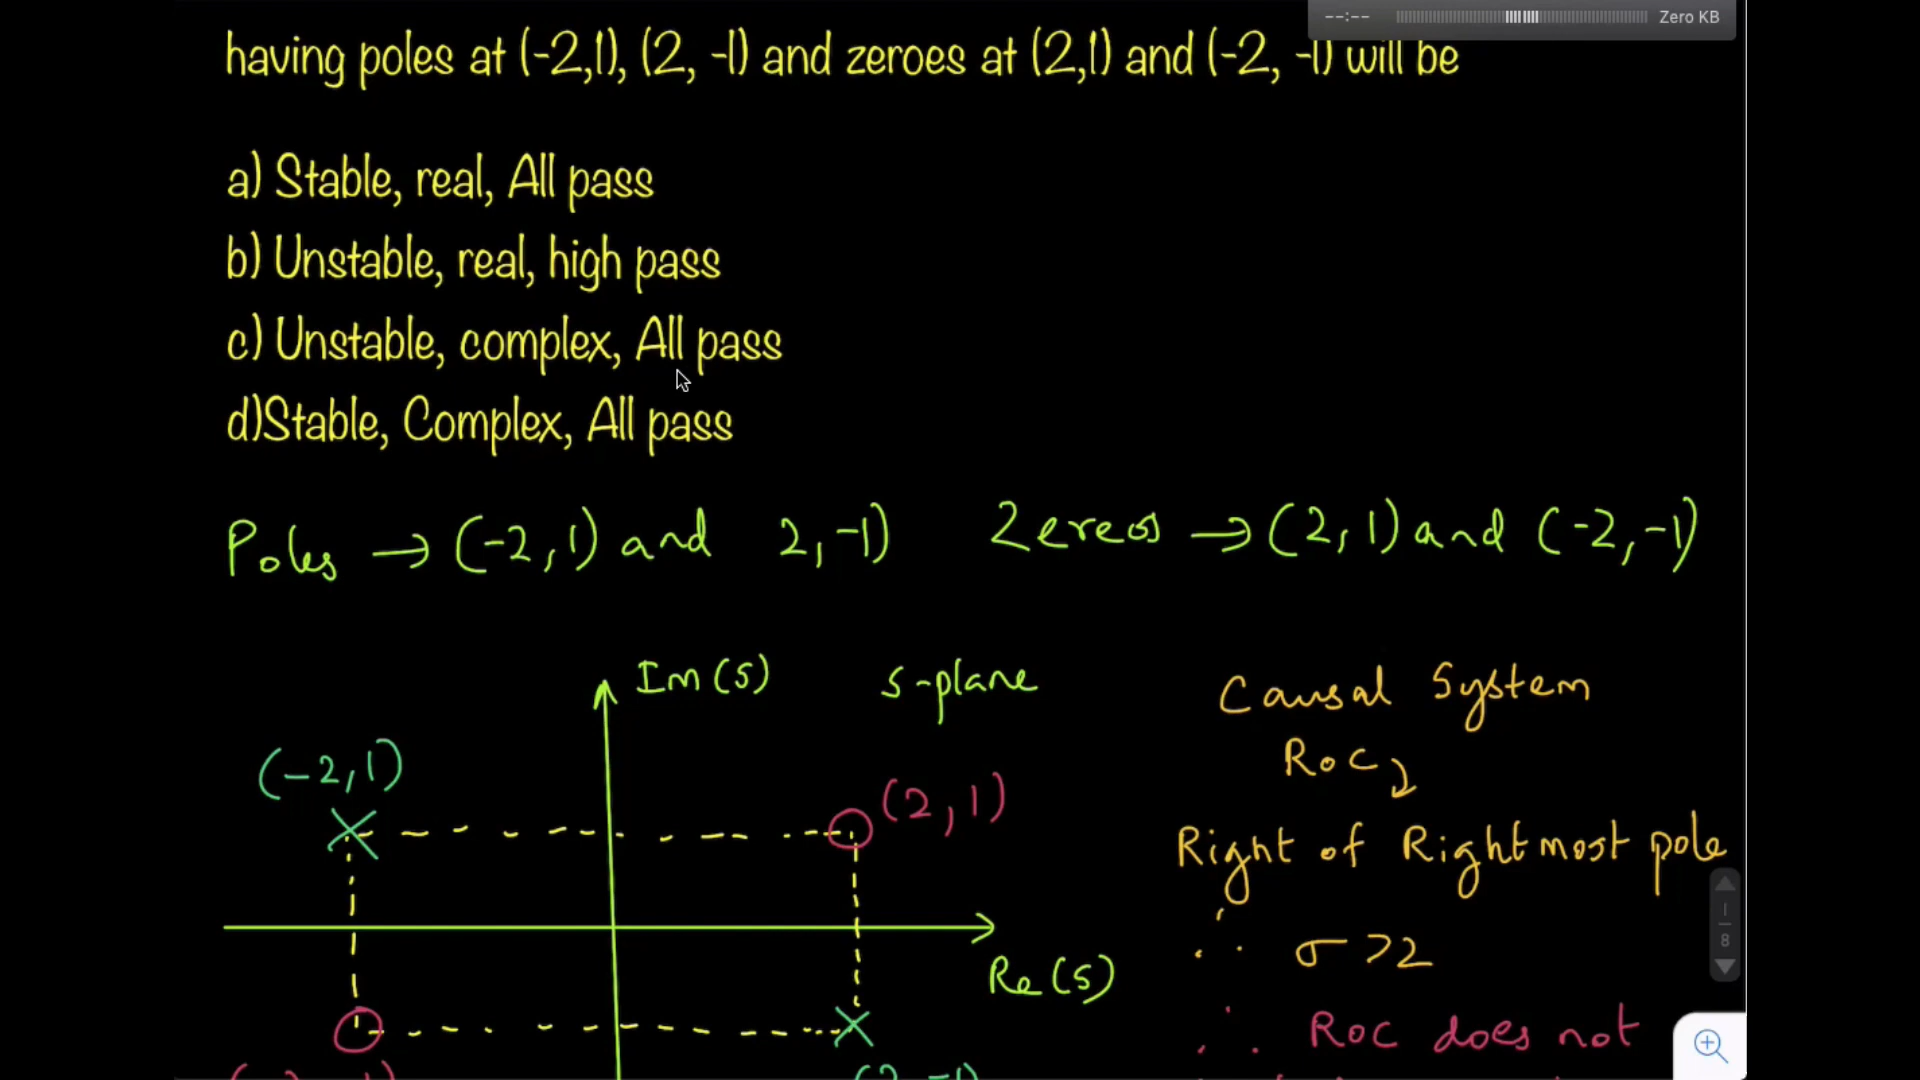 --:-- Zero KB
having poles at (-2,1), (2, -1) and zeroes at (2,1) and (-2, -1) will be
a) Stable, real, All pass
b) Unstable, real, high pass
c) Unstable, complex, All pass
d)Stable, Complex, All pass
Poles → (-2, 1) and 2, -1) Zereos → (2, 1) and (-2, -1)
Im (s) s-plane
Causal System
ROC
(-2, 1)
(2, 1)
Right of Rightmost pole
∴ σ > 2
Re (s)
1
8
∴ ROC does not